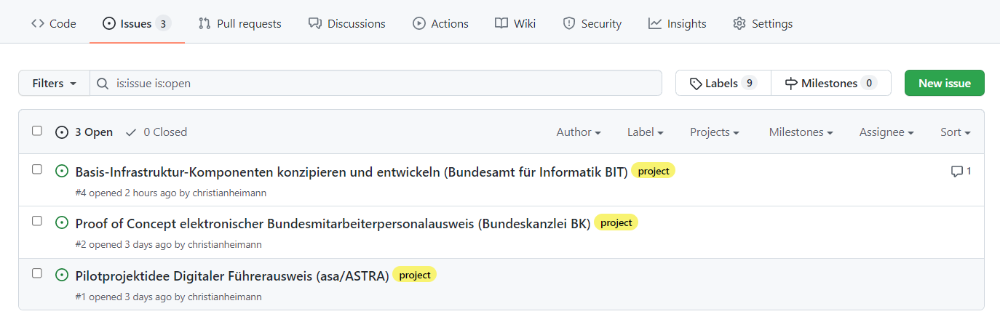 Code Issues 3 Pull requests Discussions Actions Wiki Security Insights Settings
Filters is:issue is:open Labels 9 Milestones 0 New issue
3 Open 0 Closed Author Label Projects Milestones Assignee Sort
Basis-Infrastruktur-Komponenten konzipieren und entwickeln (Bundesamt für Informatik BIT) project 1
#4 opened 2 hours ago by christianheimann
Proof of Concept elektronischer Bundesmitarbeiterpersonalausweis (Bundeskanzlei BK) project
#2 opened 3 days ago by christianheimann
Pilotprojektidee Digitaler Führerausweis (asa/ASTRA) project
#1 opened 3 days ago by christianheimann